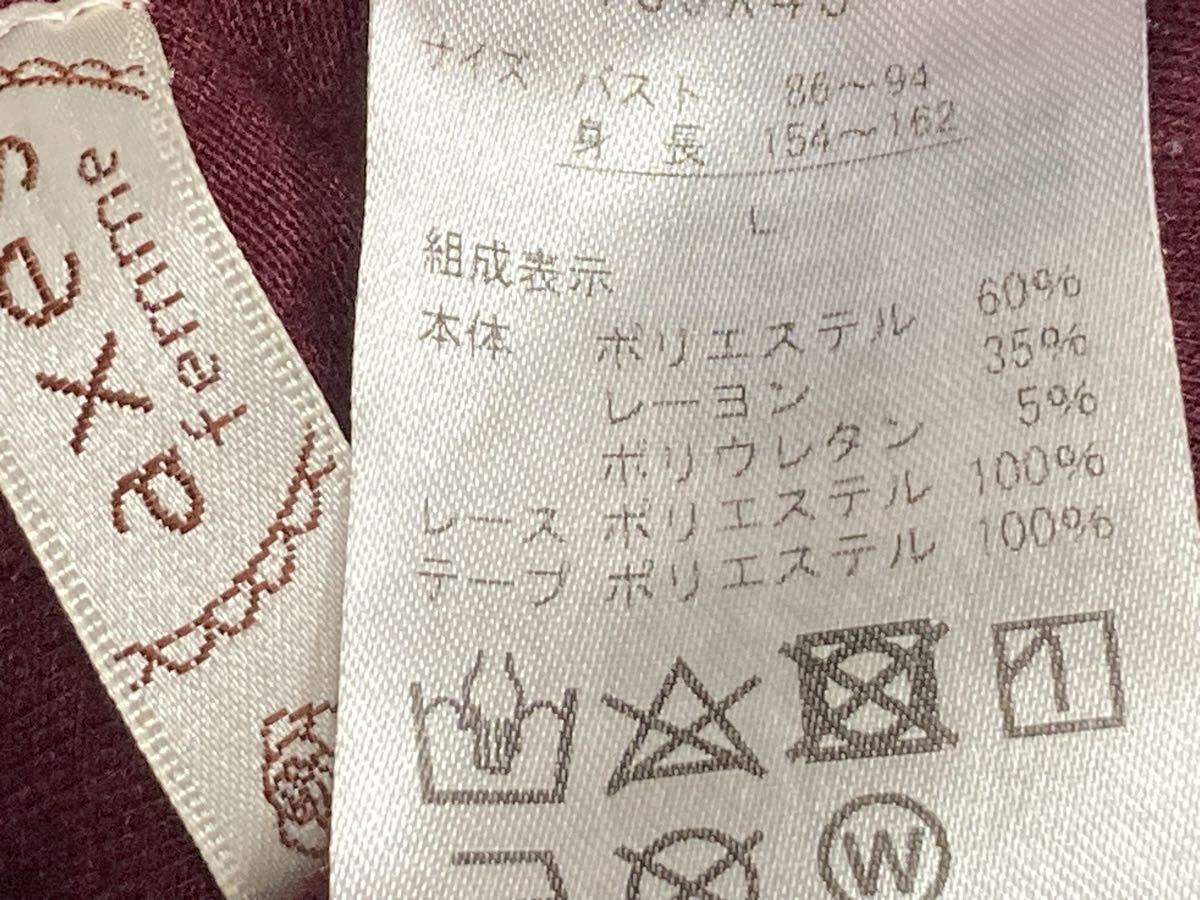 サイズ バスト 86～94
身 長 154～162
L
組成表示
本体 ポリエステル 60%
レーヨン 35%
ポリウレタン 5%
レース ポリエステル 100%
テープ ポリエステル 100%
W
axes
femme